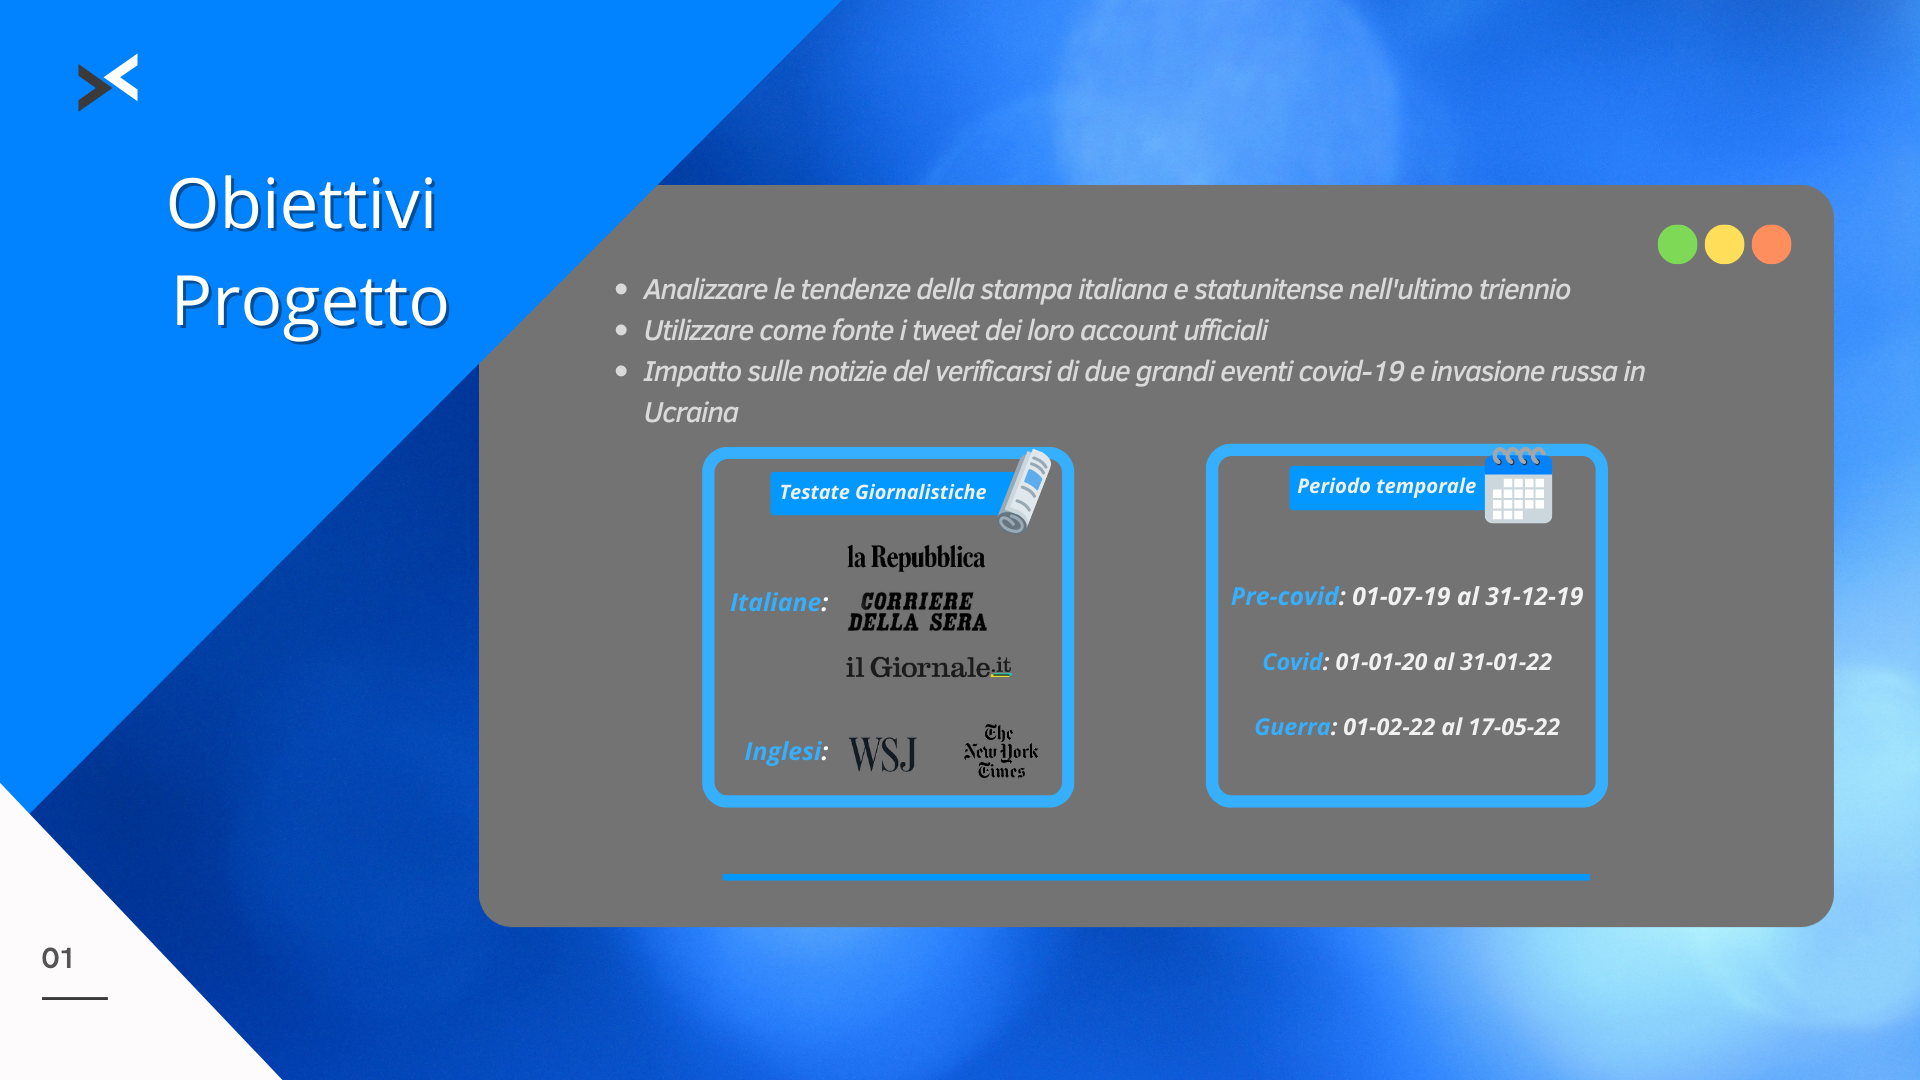 Obiettivi
Progetto
Analizzare le tendenze della stampa italiana e statunitense nell'ultimo triennio
Utilizzare come fonte i tweet dei loro account ufficiali
Impatto sulle notizie del verificarsi di due grandi eventi covid-19 e invasione russa in
Ucraina
Testate Giornalistiche
la Repubblica
Italiane:
CORRIERE
DELLA SERA
il Giornale.it
Inglesi:
WSJ
The
New York
Times
Periodo temporale
Pre-covid: 01-07-19 al 31-12-19
Covid: 01-01-20 al 31-01-22
Guerra: 01-02-22 al 17-05-22
01